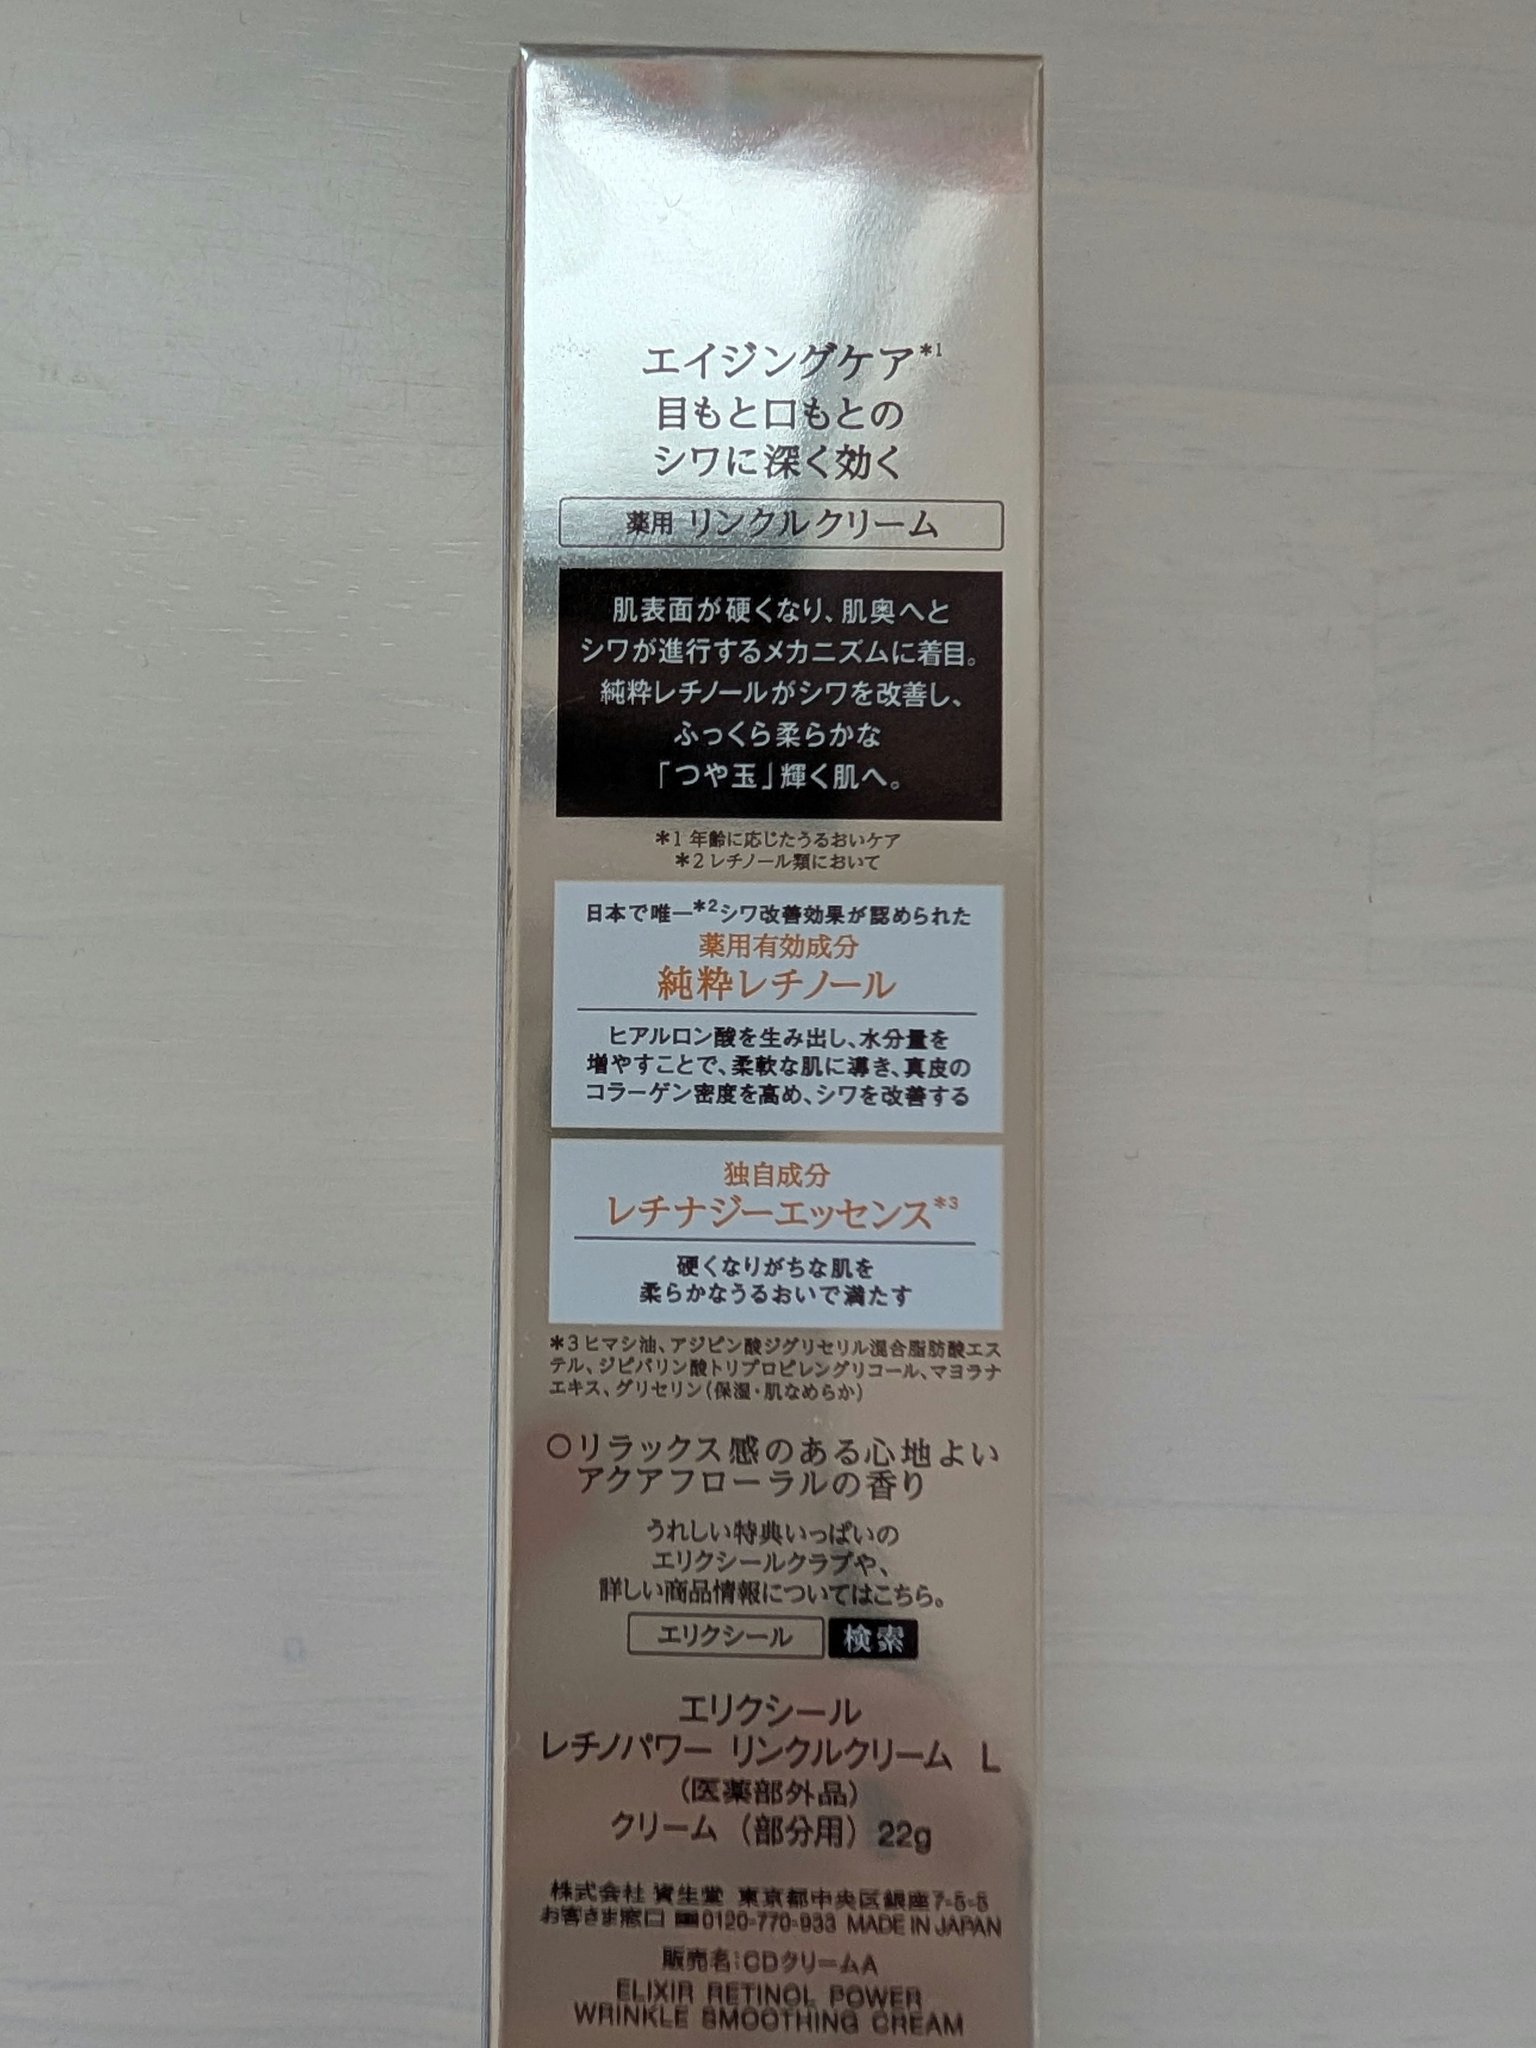 エイジングケア*1
目もと口もとの
シワに深く効く
薬用 リンクルクリーム
肌表面が硬くなり、肌奥へと
シワが進行するメカニズムに着目。
純粋レチノールがシワを改善し、
ふっくら柔らかな
「つや玉」輝く肌へ。
*1 年齢に応じたうるおいケア
*2 レチノール類において
日本で唯一*2シワ改善効果が認められた
薬用有効成分
純粋レチノール
ヒアルロン酸を生み出し、水分量を
増やすことで、柔軟な肌に導き、真皮の
コラーゲン密度を高め、シワを改善する
独自成分
レチナジーエッセンス*3
硬くなりがちな肌を
柔らかなうるおいで満たす
*3 ヒマシ油、アジピン酸ジグリセリル混合脂肪酸エス
テル、ジピバリン酸トリプロピレングリコール、マヨラナ
エキス、グリセリン(保湿・肌なめらか)
○リラックス感のある心地よい
アクアフローラルの香り
うれしい特典いっぱいの
エリクシールクラブや、
詳しい商品情報についてはこちら。
エリクシール 検索
エリクシール
レチノパワー リンクルクリーム L
(医薬部外品)
クリーム (部分用) 22g
株式会社 資生堂 東京都中央区銀座7-5-5
お客さま窓口 0120-770-933 MADE IN JAPAN
販売名:CDクリームA
ELIXIR RETINOL POWER
WRINKLE SMOOTHING CREAM